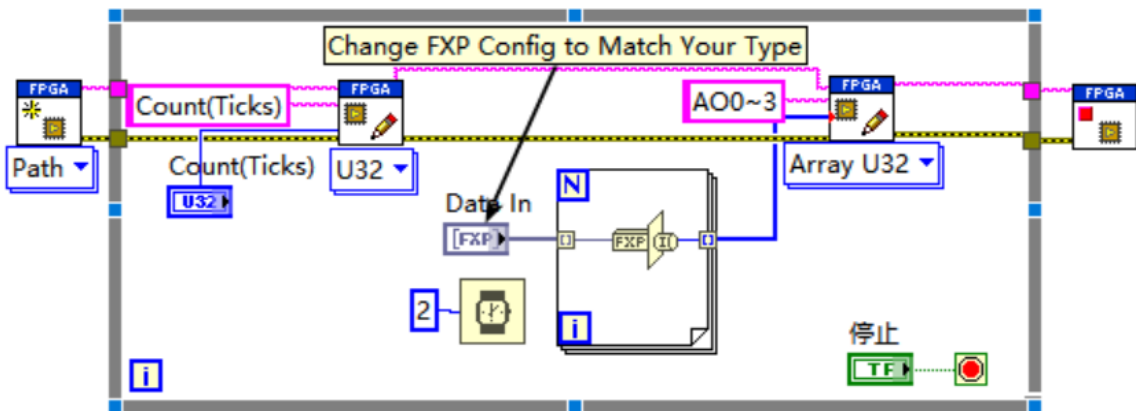 Change FXP Config to Match Your Type
FPGA
FPGA
FPGA
FPGA
Count(Ticks)
AO0~3
Path
Count(Ticks)
U32
Array U32
U32
Data In
[FXP]
N
FXP
2
i
停止
TF
i